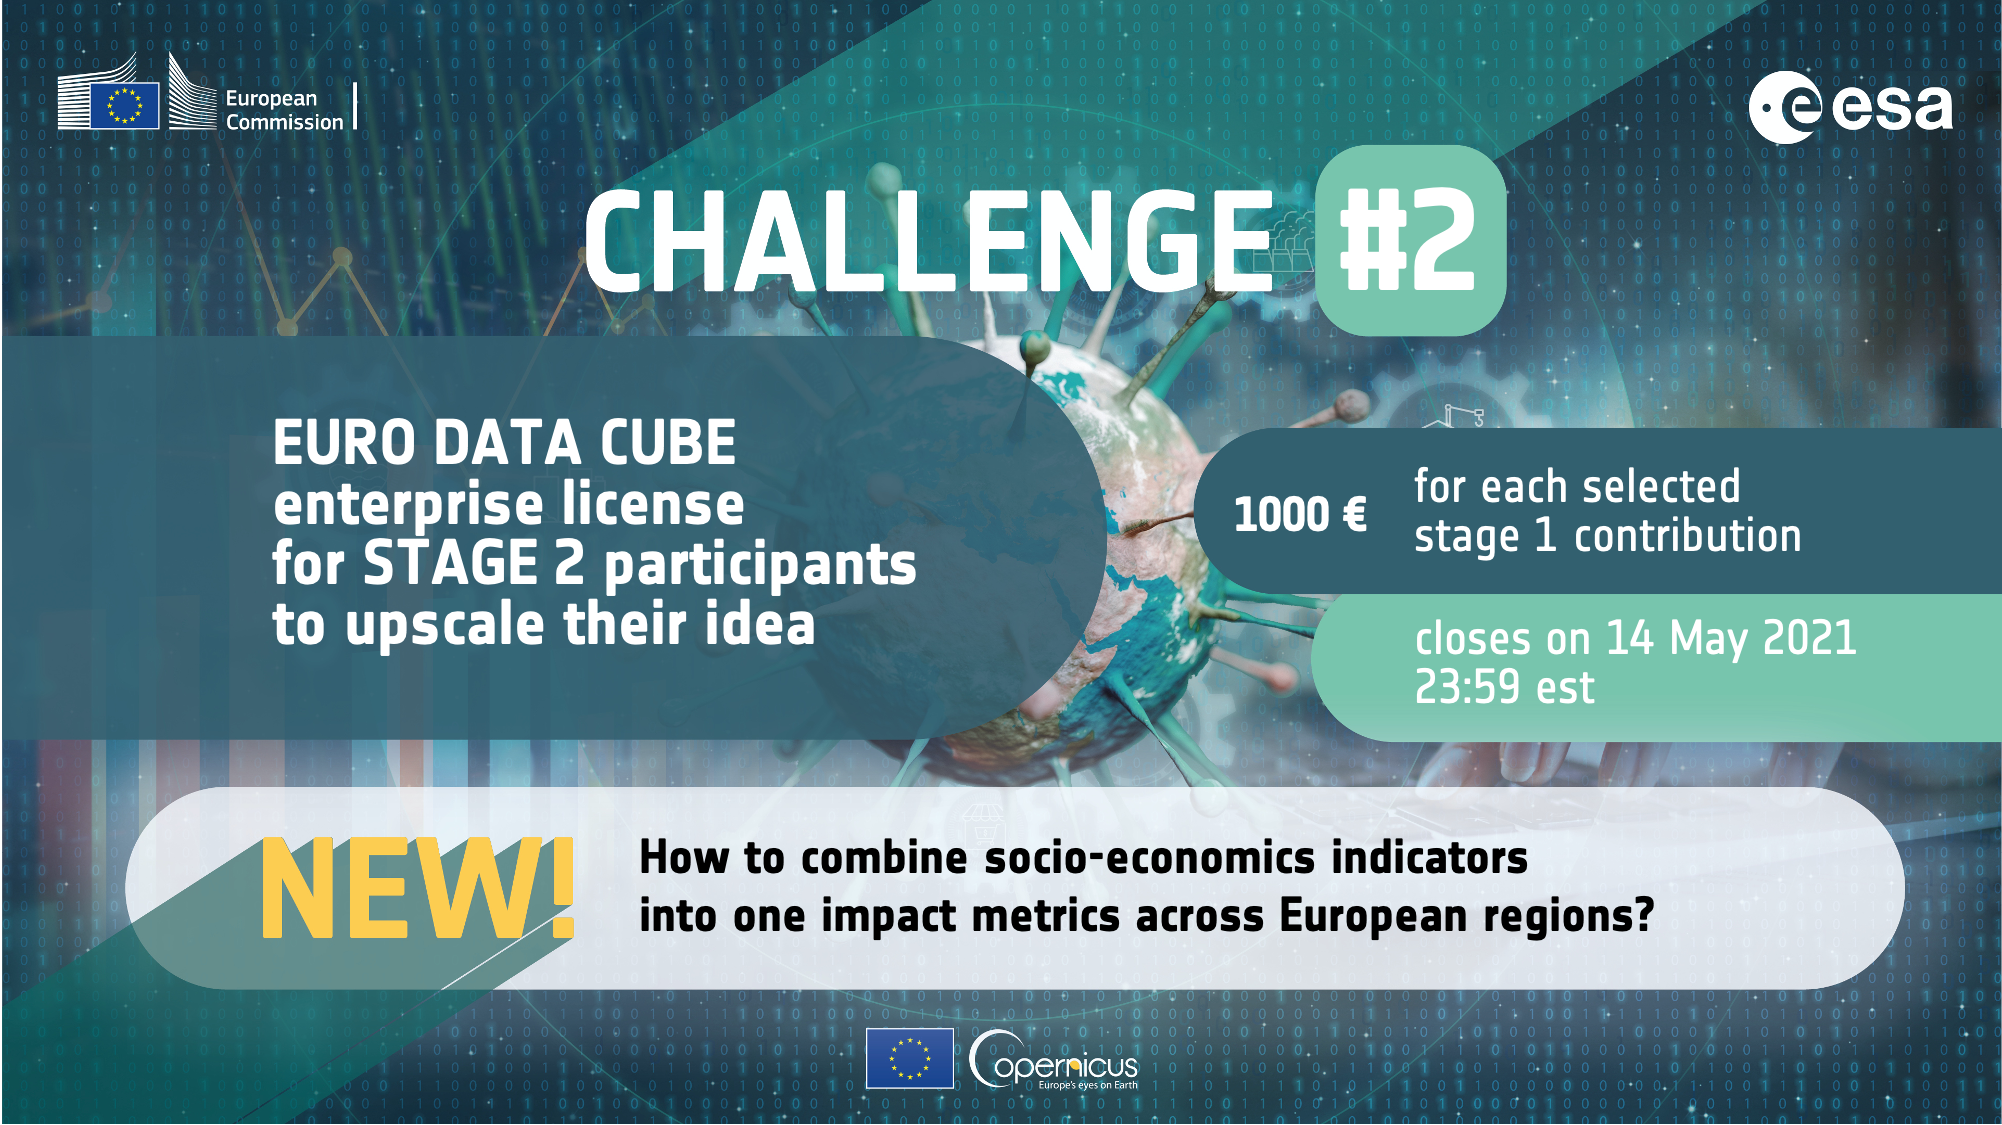 European
Commission
esa
CHALLENGE #2
EURO DATA CUBE
enterprise license
for STAGE 2 participants
to upscale their idea
1000 €
for each selected
stage 1 contribution
closes on 14 May 2021
23:59 est
NEW!
How to combine socio-economics indicators
into one impact metrics across European regions?
Copernicus
Europe's eyes on Earth